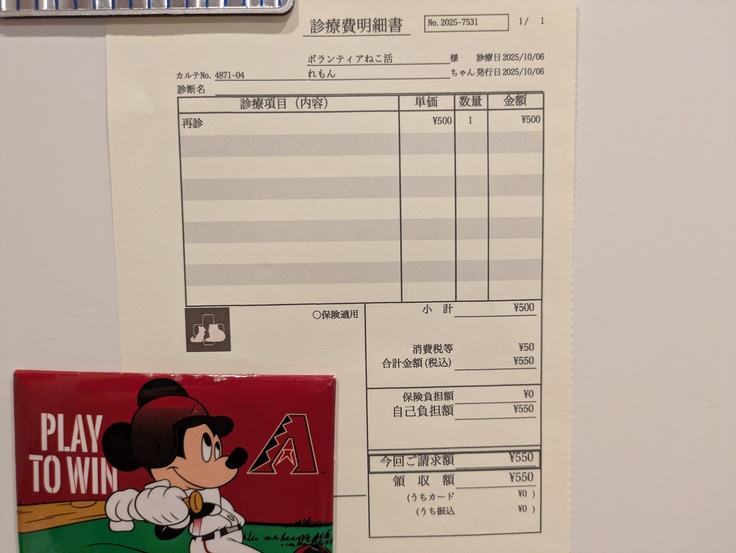 診療費明細書 No.2025-7531 1/ 1
ボランティアねこ活 様 診療日 2025/10/06
カルテNo. 4871-04 れもん ちゃん 発行日 2025/10/06
診断名
診療項目（内容） 単価 数量 金額
再診 ¥500 1 ¥500
〇保険適用
小 計 ¥500
消費税等 ¥50
合計金額(税込) ¥550
保険負担額 ¥0
自己負担額 ¥550
今回ご請求額 ¥550
領 収 額 ¥550
(うちカード ¥0 )
(うち振込 ¥0 )
PLAY
TO WIN
A